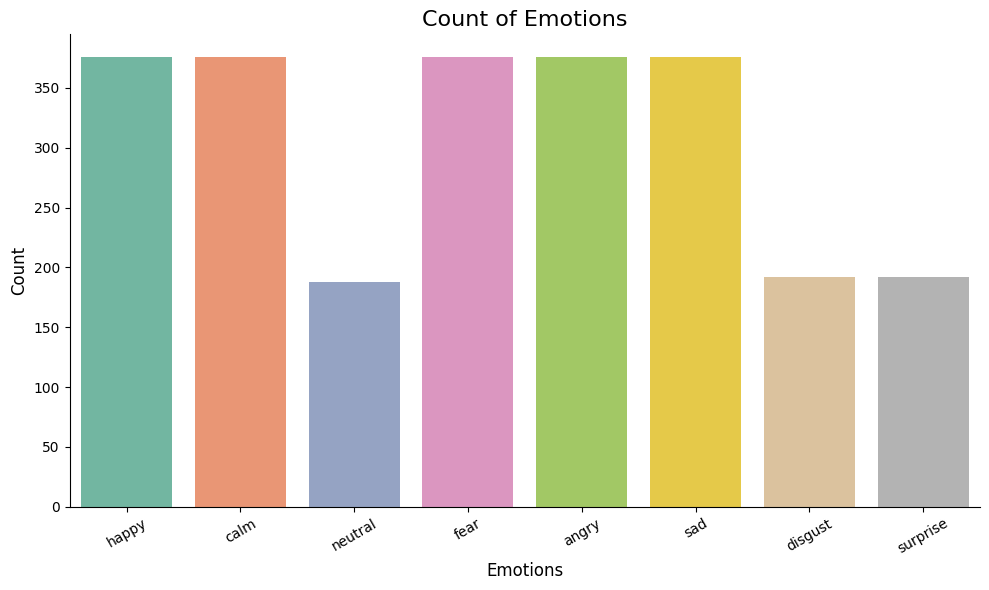 Count of Emotions
Count
350
300
250
200
150
100
50
0
happy
calm
neutral
fear
angry
sad
disgust
surprise
Emotions